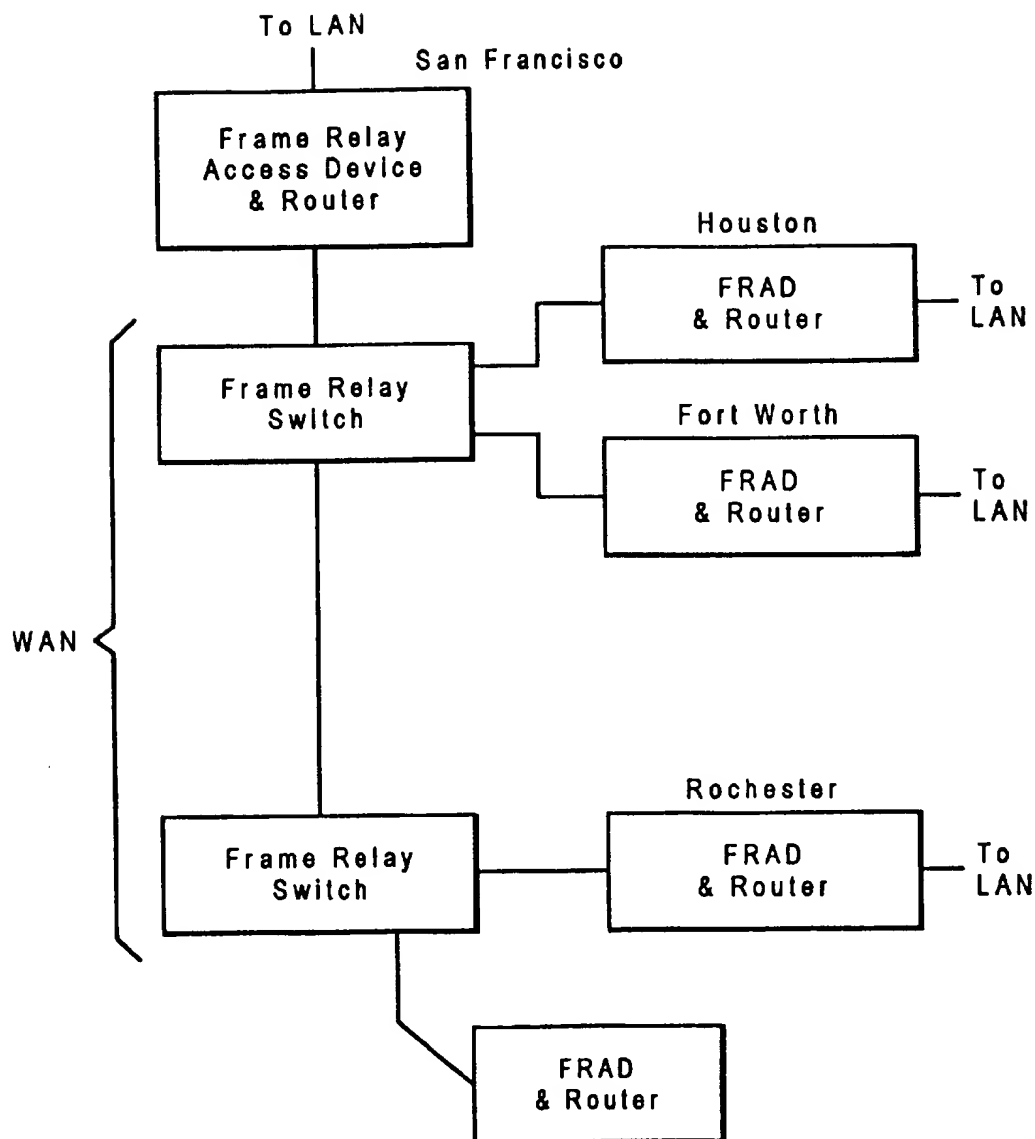 To LAN
San Francisco
Frame Relay
Access Device
& Router
Houston
FRAD
& Router
To
LAN
Frame Relay
Switch
Fort Worth
FRAD
& Router
To
LAN
WAN
Rochester
Frame Relay
Switch
FRAD
& Router
To
LAN
FRAD
& Router